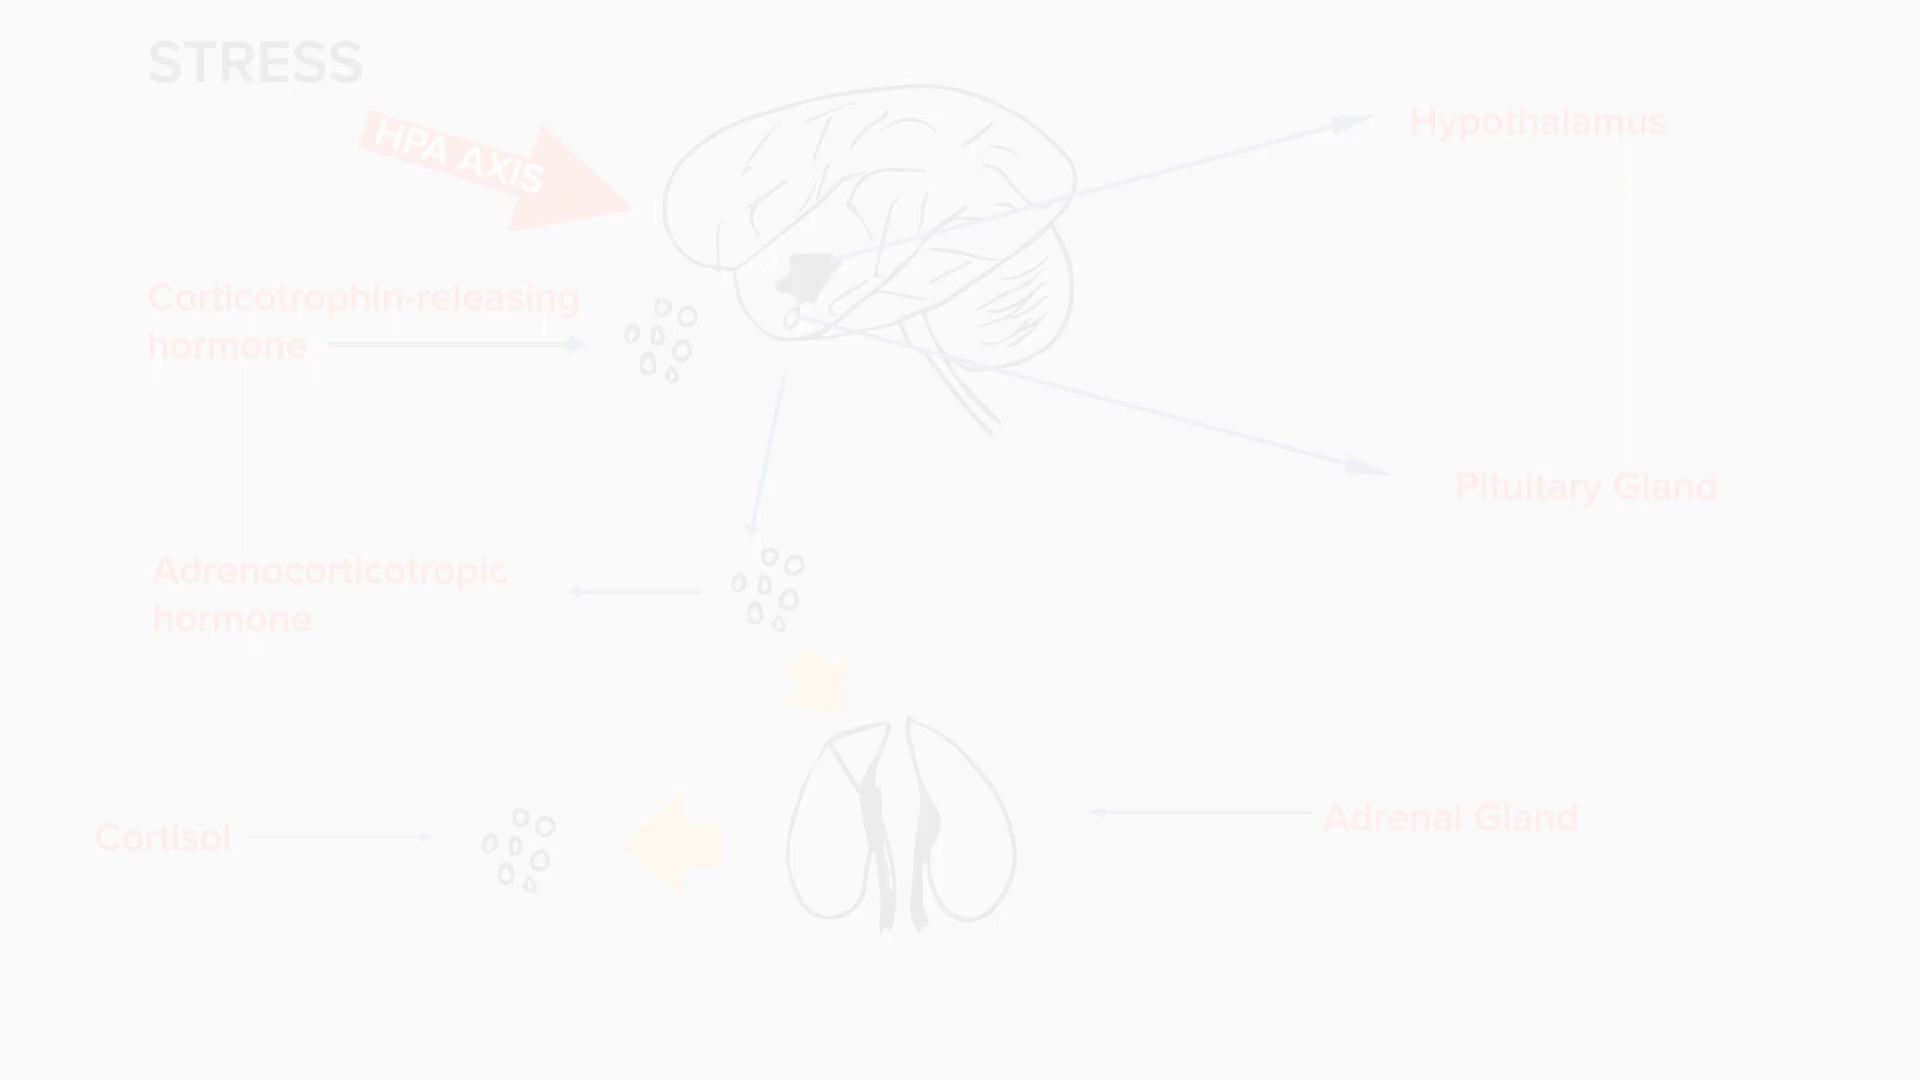 STRESS
HPA AXIS
Hypothalamus
Corticotrophin-releasing
hormone
Pituitary Gland
Adrenocorticotropic
hormone
Adrenal Gland
Cortisol